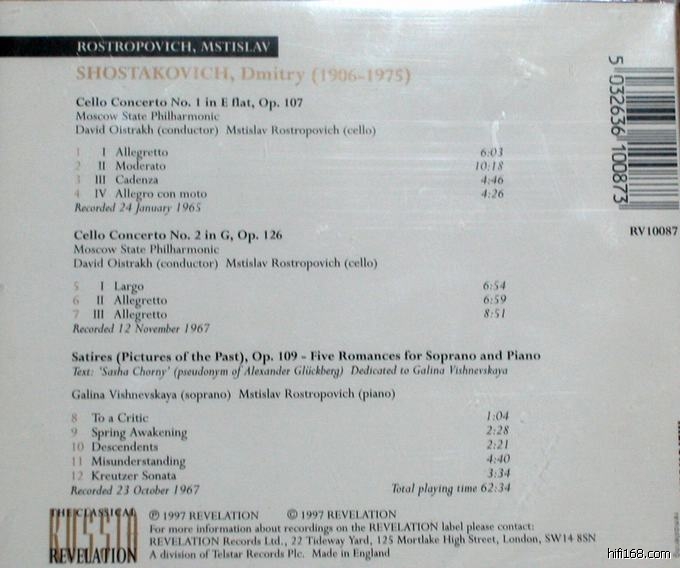 ROSTROPOVICH, MSTISLAV
SHOSTAKOVICH, Dmitry (1906-1975)
Cello Concerto No. 1 in E flat, Op. 107
Moscow State Philharmonic
David Oistrakh (conductor) Mstislav Rostropovich (cello)
1 I Allegretto 6:03
2 II Moderato 10:18
3 III Cadenza 4:46
4 IV Allegro con moto 4:26
Recorded 24 January 1965
Cello Concerto No. 2 in G, Op. 126
Moscow State Philharmonic
David Oistrakh (conductor) Mstislav Rostropovich (cello)
5 I Largo 6:54
6 II Allegretto 6:59
7 III Allegretto 8:51
Recorded 12 November 1967
Satires (Pictures of the Past), Op. 109 - Five Romances for Soprano and Piano
Text: 'Sasha Chorny' (pseudonym of Alexander Glückberg) Dedicated to Galina Vishnevskaya
Galina Vishnevskaya (soprano) Mstislav Rostropovich (piano)
8 To a Critic 1:04
9 Spring Awakening 2:28
10 Descendents 2:21
11 Misunderstanding 4:40
12 Kreutzer Sonata 3:34
Recorded 23 October 1967 Total playing time 62:34
THE CLASSICAL
RUSSIA
REVELATION
℗ 1997 REVELATION © 1997 REVELATION
For more information about recordings on the REVELATION label please contact:
REVELATION Records Ltd., 22 Tideway Yard, 125 Mortlake High Street, London, SW14 8SN
A division of Telstar Records Plc. Made in England
5 032636 100873
RV10087
hifi168.com